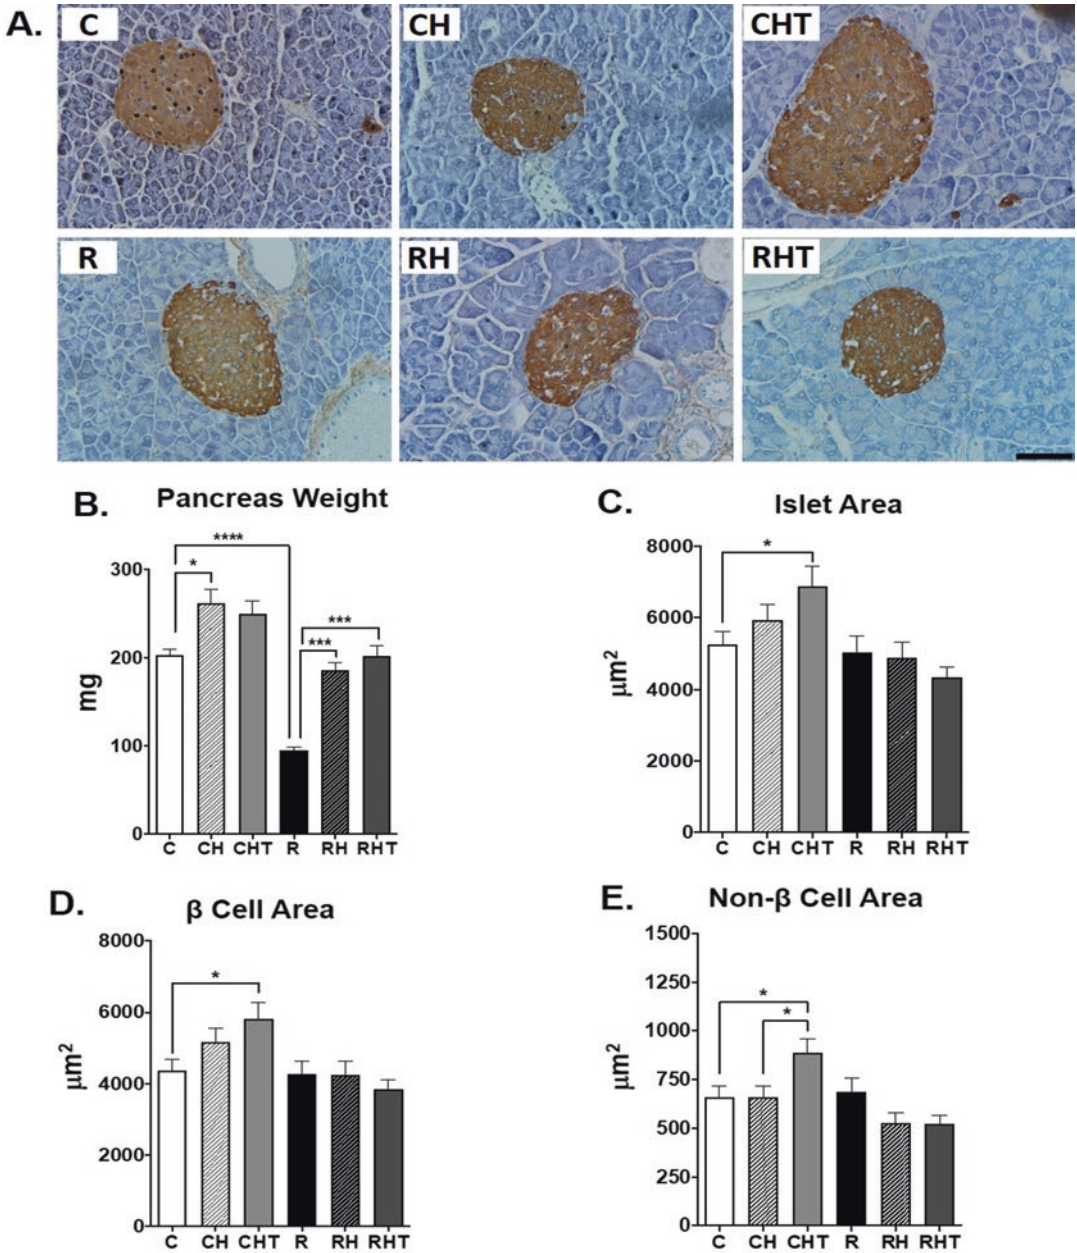 A.
C CH CHT
R RH RHT
B. Pancreas Weight
****
*
***
***
300
200
100
0
mg
C CH CHT R RH RHT
C. Islet Area
*
8000
6000
4000
2000
0
μm²
C CH CHT R RH RHT
D. β Cell Area
*
8000
6000
4000
2000
0
μm²
C CH CHT R RH RHT
E. Non-β Cell Area
*
*
1500
1250
1000
750
500
250
0
μm²
C CH CHT R RH RHT